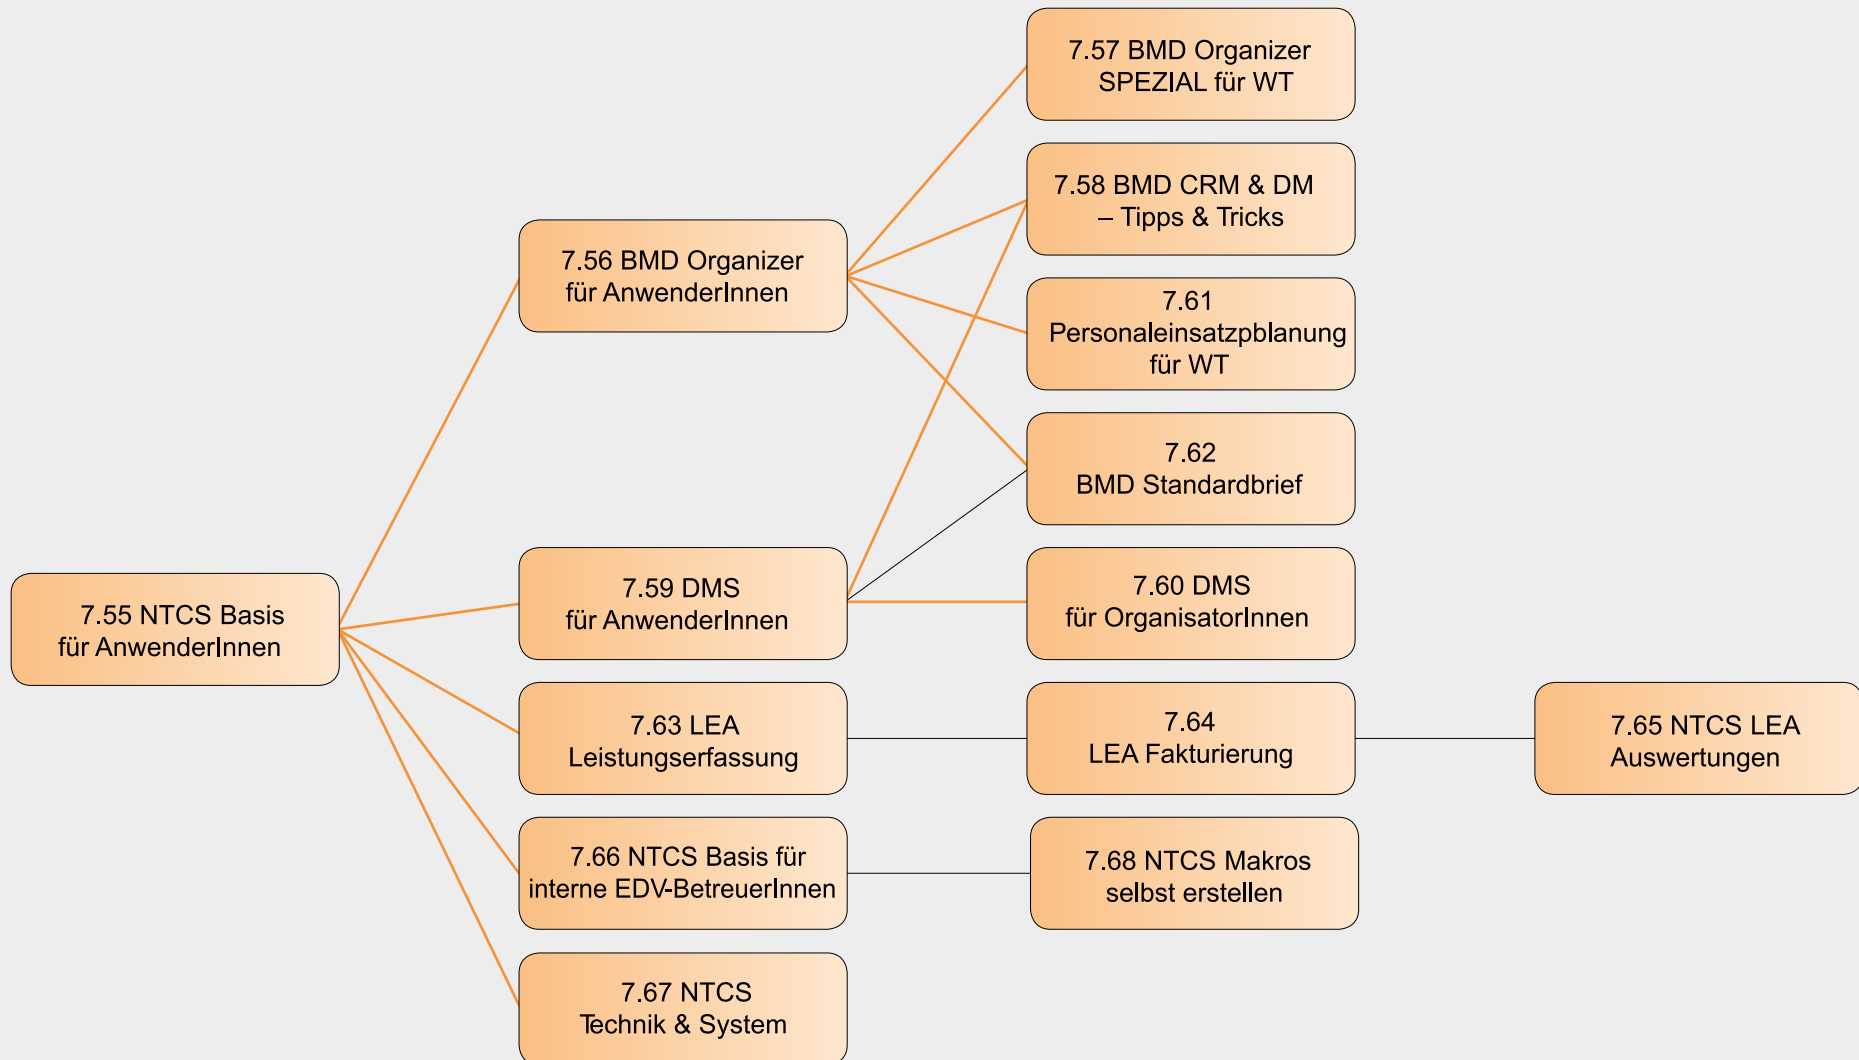 7.57 BMD Organizer
SPEZIAL für WT
7.58 BMD CRM & DM
– Tipps & Tricks
7.56 BMD Organizer
für AnwenderInnen
7.61
Personaleinsatzpblanung
für WT
7.62
BMD Standardbrief
7.55 NTCS Basis
für AnwenderInnen
7.59 DMS
für AnwenderInnen
7.60 DMS
für OrganisatorInnen
7.63 LEA
Leistungserfassung
7.64
LEA Fakturierung
7.65 NTCS LEA
Auswertungen
7.66 NTCS Basis für
interne EDV-BetreuerInnen
7.68 NTCS Makros
selbst erstellen
7.67 NTCS
Technik & System